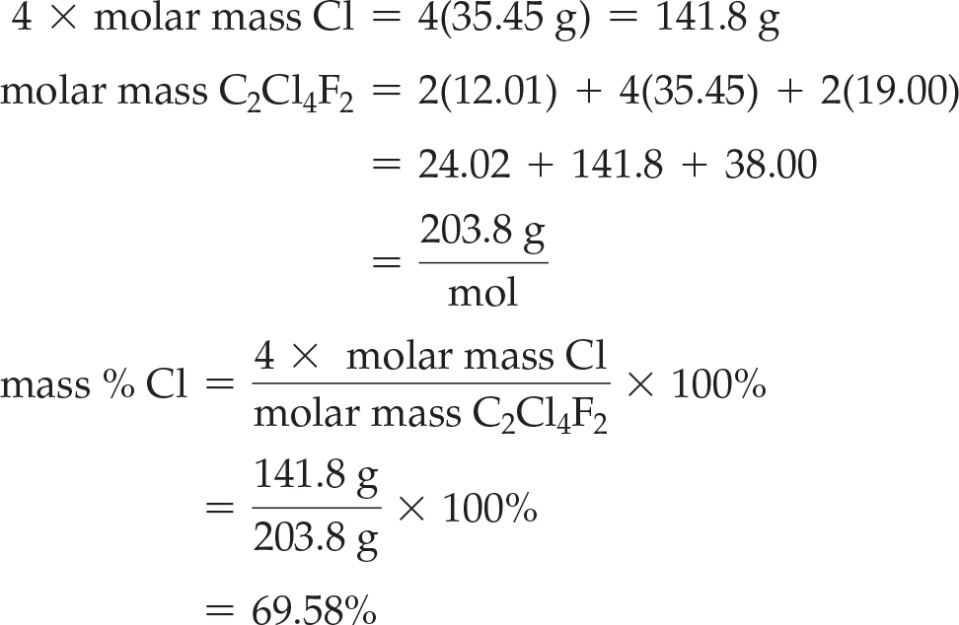 4 × molar mass Cl = 4(35.45 g) = 141.8 g
molar mass C₂Cl₄F₂ = 2(12.01) + 4(35.45) + 2(19.00)
= 24.02 + 141.8 + 38.00
= 203.8 g / mol
mass % Cl = 4 × molar mass Cl / molar mass C₂Cl₄F₂ × 100%
= 141.8 g / 203.8 g × 100%
= 69.58%